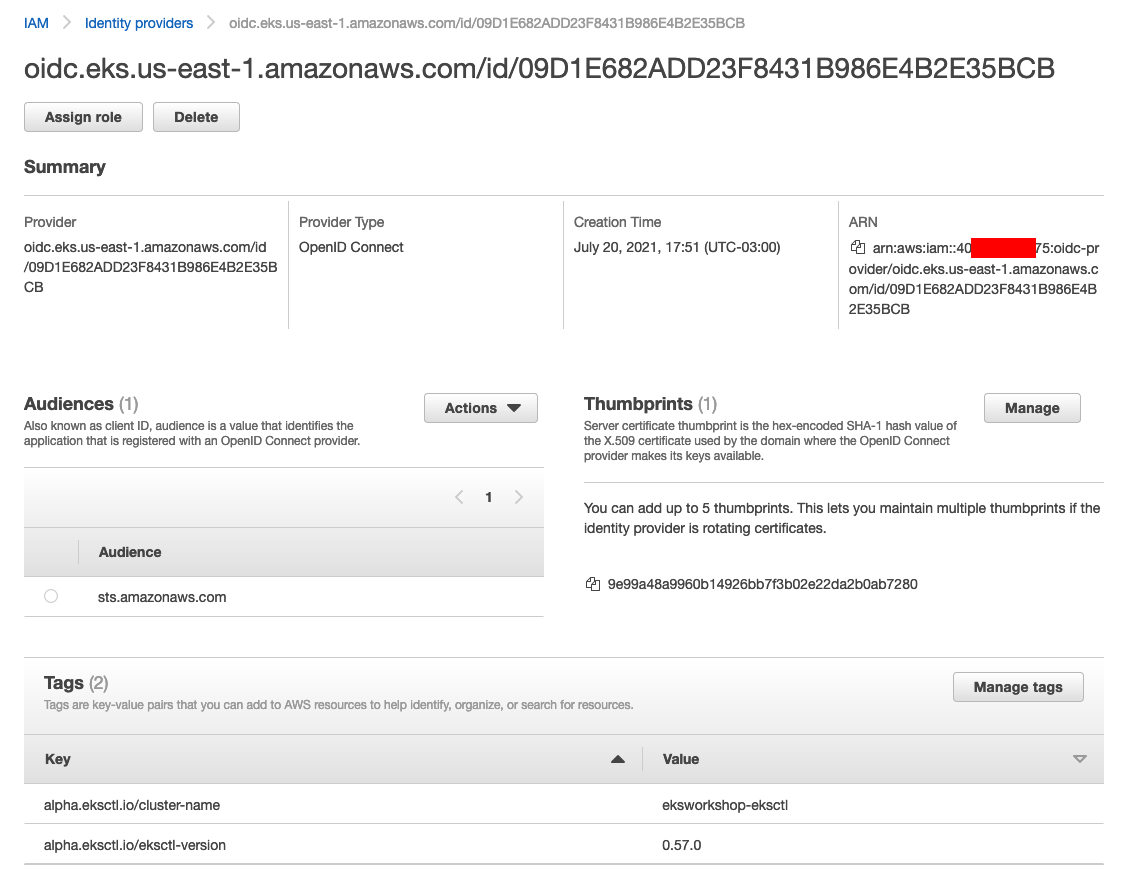 IAM > Identity providers > oidc.eks.us-east-1.amazonaws.com/id/09D1E682ADD23F8431B986E4B2E35BCB
oidc.eks.us-east-1.amazonaws.com/id/09D1E682ADD23F8431B986E4B2E35BCB
Assign role Delete
Summary
Provider
oidc.eks.us-east-1.amazonaws.com/id
/09D1E682ADD23F8431B986E4B2E35B
CB
Provider Type
OpenID Connect
Creation Time
July 20, 2021, 17:51 (UTC-03:00)
ARN
arn:aws:iam::40 75:oidc-pr
ovider/oidc.eks.us-east-1.amazonaws.c
om/id/09D1E682ADD23F8431B986E4B
2E35BCB
Audiences (1)
Actions
Also known as client ID, audience is a value that identifies the
application that is registered with an OpenID Connect provider.
1
Audience
sts.amazonaws.com
Thumbprints (1)
Manage
Server certificate thumbprint is the hex-encoded SHA-1 hash value of
the X.509 certificate used by the domain where the OpenID Connect
provider makes its keys available.
You can add up to 5 thumbprints. This lets you maintain multiple thumbprints if the
identity provider is rotating certificates.
9e99a48a9960b14926bb7f3b02e22da2b0ab7280
Tags (2)
Manage tags
Tags are key-value pairs that you can add to AWS resources to help identify, organize, or search for resources.
Key Value
alpha.eksctl.io/cluster-name eksworkshop-eksctl
alpha.eksctl.io/eksctl-version 0.57.0